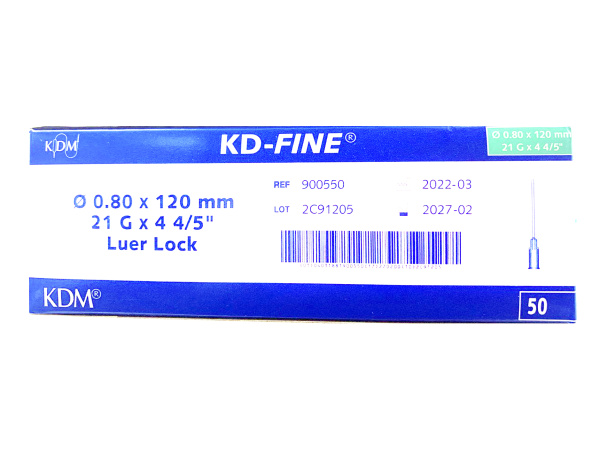 KDM
KD-FINE®
Ø 0.80 x 120 mm
21 G x 4 4/5"
Ø 0.80 x 120 mm
21 G x 4 4/5"
Luer Lock
REF 900550 2022-03
LOT 2C91205 2027-02
KDM®
50